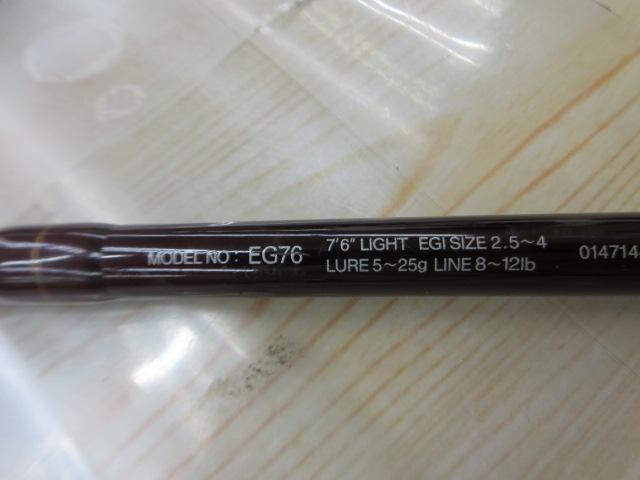 MODEL NO : EG76
7'6" LIGHT EGI SIZE 2.5~4
LURE 5~25g LINE 8~12lb
014714-